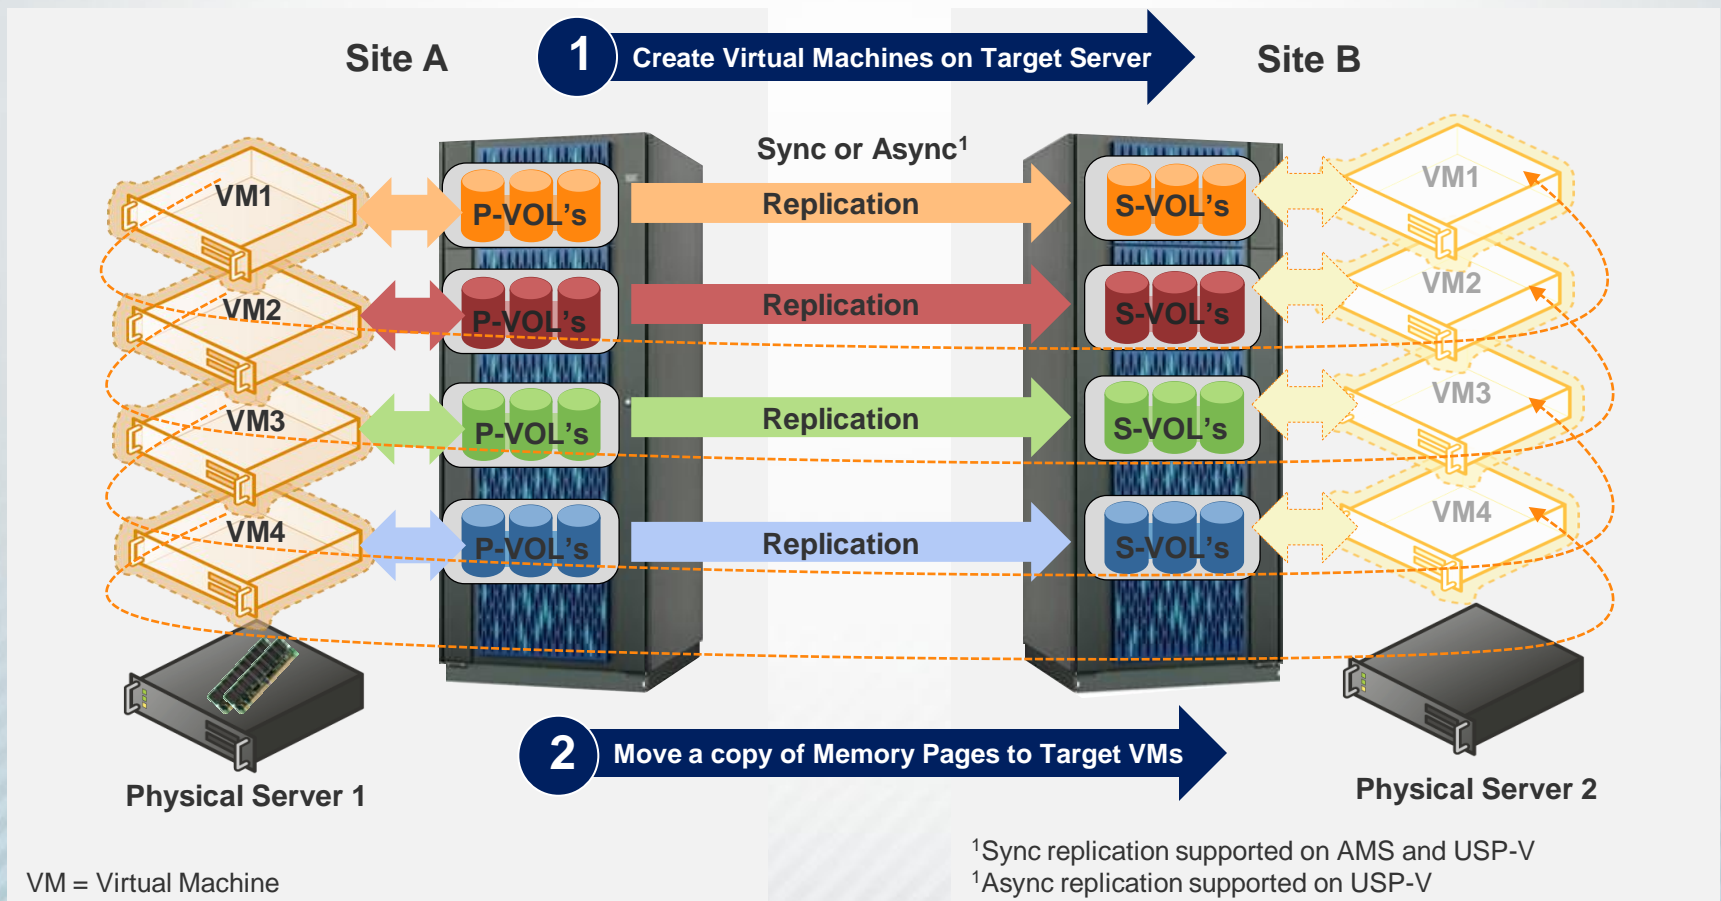 Site A
1
Create Virtual Machines on Target Server
Site B
Sync or Async¹
VM1
P-VOL's
Replication
S-VOL's
VM1
VM2
P-VOL's
Replication
S-VOL's
VM2
VM3
P-VOL's
Replication
S-VOL's
VM3
VM4
P-VOL's
Replication
S-VOL's
VM4
2
Move a copy of Memory Pages to Target VMs
Physical Server 1
Physical Server 2
¹Sync replication supported on AMS and USP-V
¹Async replication supported on USP-V
VM = Virtual Machine